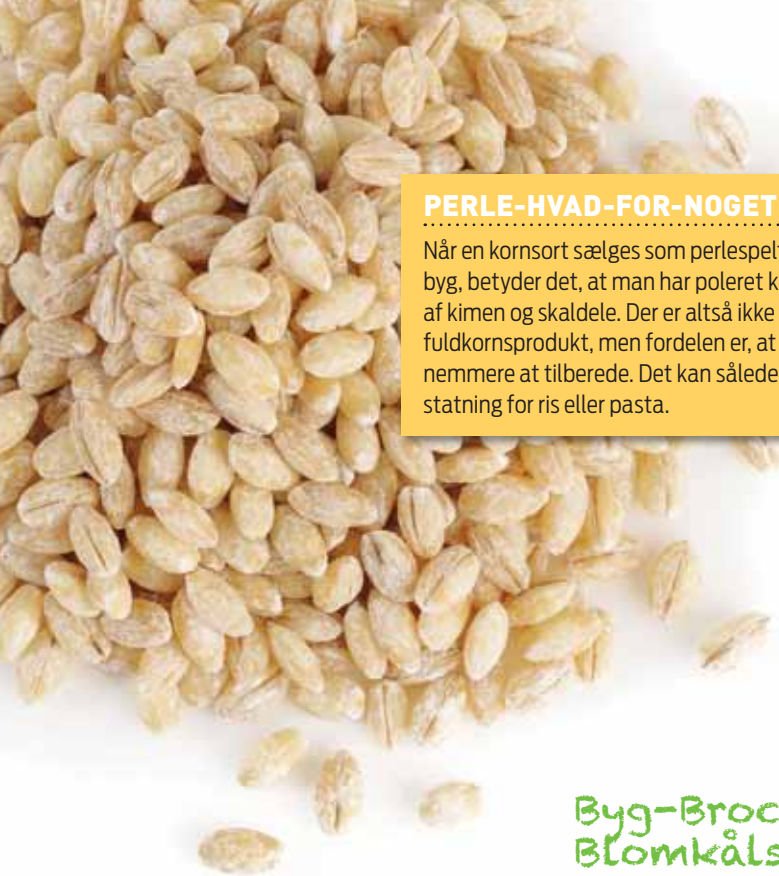 PERLE-HVAD-FOR-NOGET
Når en kornsort sælges som perlespelt
byg, betyder det, at man har poleret k
af kimen og skaldele. Der er altså ikke
fuldkornsprodukt, men fordelen er, at
nemmere at tilberede. Det kan således
statning for ris eller pasta.
Byg-Broc
Blomkåls